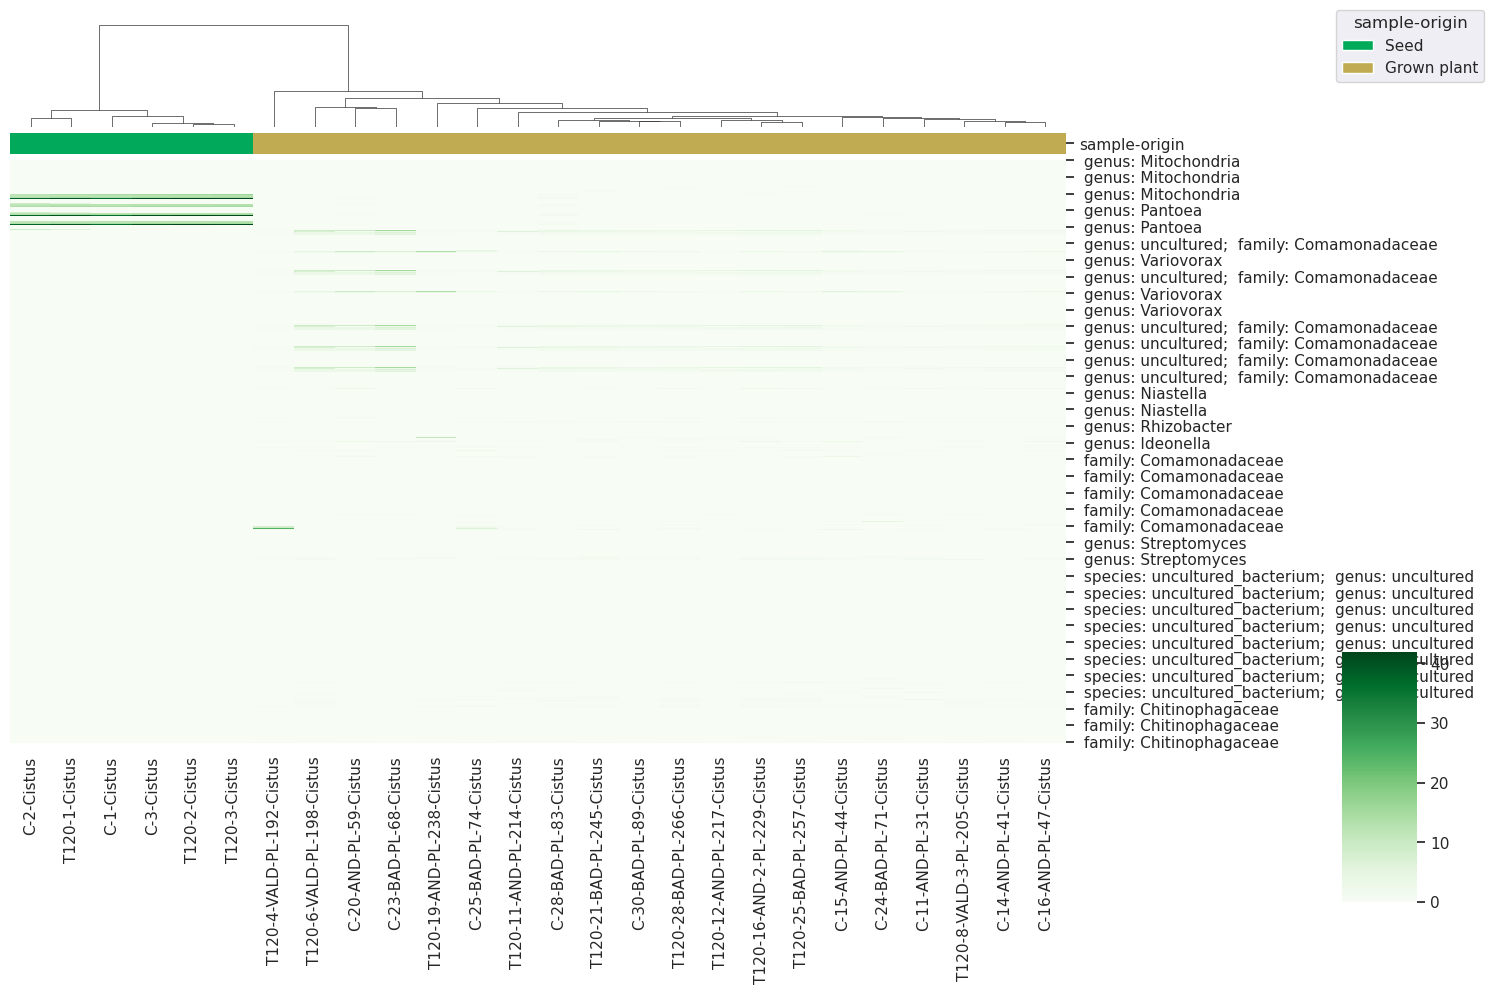 sample-origin
Seed
Grown plant
sample-origin
genus: Mitochondria
genus: Mitochondria
genus: Mitochondria
genus: Pantoea
genus: Pantoea
genus: uncultured;  family: Comamonadaceae
genus: Variovorax
genus: uncultured;  family: Comamonadaceae
genus: Variovorax
genus: Variovorax
genus: uncultured;  family: Comamonadaceae
genus: uncultured;  family: Comamonadaceae
genus: uncultured;  family: Comamonadaceae
genus: uncultured;  family: Comamonadaceae
genus: Niastella
genus: Niastella
genus: Rhizobacter
genus: Ideonella
family: Comamonadaceae
family: Comamonadaceae
family: Comamonadaceae
family: Comamonadaceae
family: Comamonadaceae
genus: Streptomyces
genus: Streptomyces
species: uncultured_bacterium;  genus: uncultured
species: uncultured_bacterium;  genus: uncultured
species: uncultured_bacterium;  genus: uncultured
species: uncultured_bacterium;  genus: uncultured
species: uncultured_bacterium;  genus: uncultured
species: uncultured_bacterium;  genus: uncultured
species: uncultured_bacterium;  genus: uncultured
species: uncultured_bacterium;  genus: uncultured
family: Chitinophagaceae
family: Chitinophagaceae
family: Chitinophagaceae
40
30
20
10
0
C-2-Cistus
T120-1-Cistus
C-1-Cistus
C-3-Cistus
T120-2-Cistus
T120-3-Cistus
T120-4-VALD-PL-192-Cistus
T120-6-VALD-PL-198-Cistus
C-20-AND-PL-59-Cistus
C-23-BAD-PL-68-Cistus
T120-19-AND-PL-238-Cistus
C-25-BAD-PL-74-Cistus
T120-11-AND-PL-214-Cistus
C-28-BAD-PL-83-Cistus
T120-21-BAD-PL-245-Cistus
C-30-BAD-PL-89-Cistus
T120-28-BAD-PL-266-Cistus
T120-12-AND-PL-217-Cistus
T120-16-AND-2-PL-229-Cistus
T120-25-BAD-PL-257-Cistus
C-15-AND-PL-44-Cistus
C-24-BAD-PL-71-Cistus
C-11-AND-PL-31-Cistus
T120-8-VALD-3-PL-205-Cistus
C-14-AND-PL-41-Cistus
C-16-AND-PL-47-Cistus